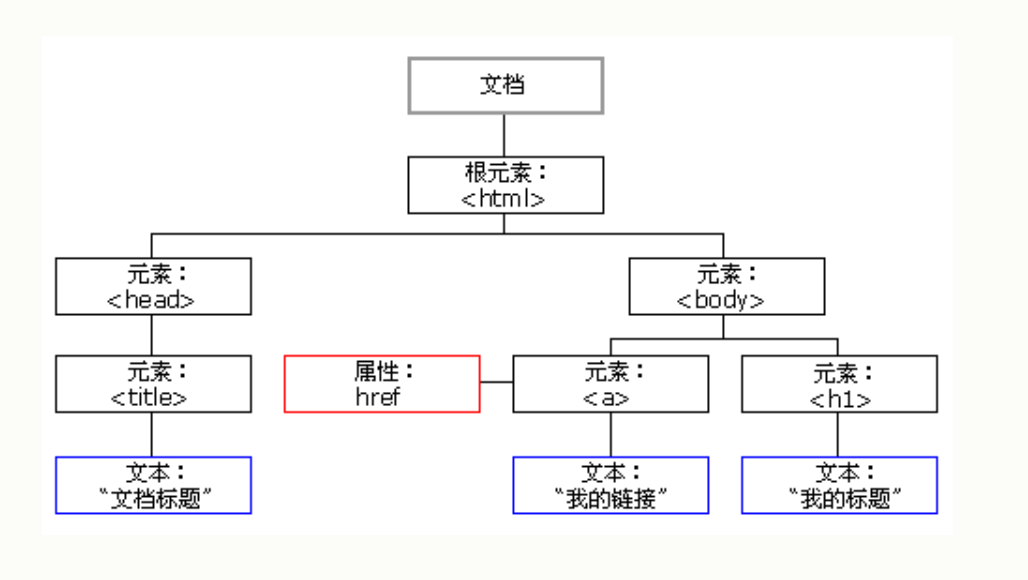 文档
根元素：
<html>
元素：
<head>
元素：
<body>
元素：
<title>
属性：
href
元素：
<a>
元素：
<h1>
文本：
“文档标题”
文本：
“我的链接”
文本：
“我的标题”